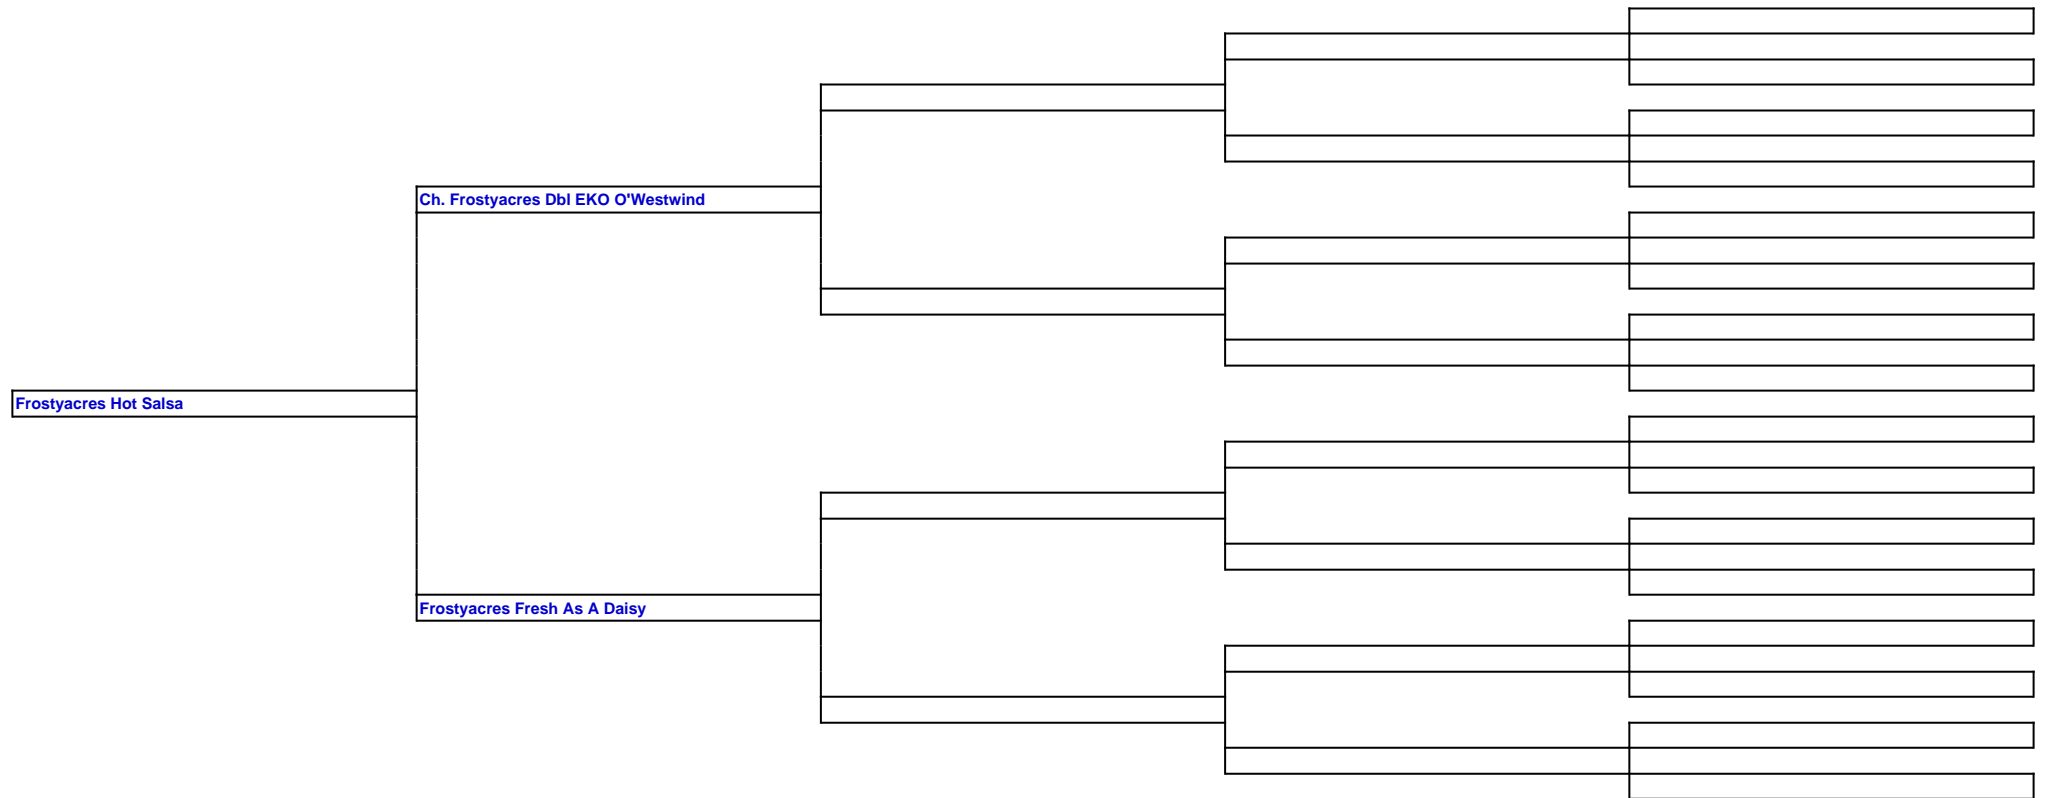 Ch. Frostyacres Dbl EKO O'Westwind
Frostyacres Hot Salsa
Frostyacres Fresh As A Daisy